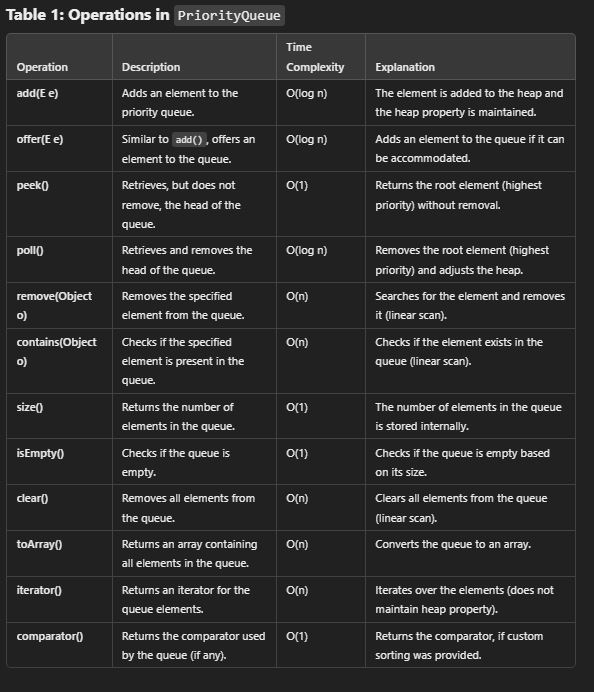 Table 1: Operations in PriorityQueue
Time
Operation Description Complexity Explanation
add(E e) Adds an element to the O(log n) The element is added to the heap and
priority queue. the heap property is maintained.
offer(E e) Similar to add(), offers an O(log n) Adds an element to the queue if it can
element to the queue. be accommodated.
peek() Retrieves, but does not O(1) Returns the root element (highest
remove, the head of the priority) without removal.
queue.
poll() Retrieves and removes the O(log n) Removes the root element (highest
head of the queue. priority) and adjusts the heap.
remove(Object Removes the specified O(n) Searches for the element and removes
o) element from the queue. it (linear scan).
contains(Object Checks if the specified O(n) Checks if the element exists in the
o) element is present in the queue (linear scan).
queue.
size() Returns the number of O(1) The number of elements in the queue
elements in the queue. is stored internally.
isEmpty() Checks if the queue is O(1) Checks if the queue is empty based
empty. on its size.
clear() Removes all elements from O(n) Clears all elements from the queue
the queue. (linear scan).
toArray() Returns an array containing O(n) Converts the queue to an array.
all elements in the queue.
iterator() Returns an iterator for the O(n) Iterates over the elements (does not
queue elements. maintain heap property).
comparator() Returns the comparator used O(1) Returns the comparator, if custom
by the queue (if any). sorting was provided.